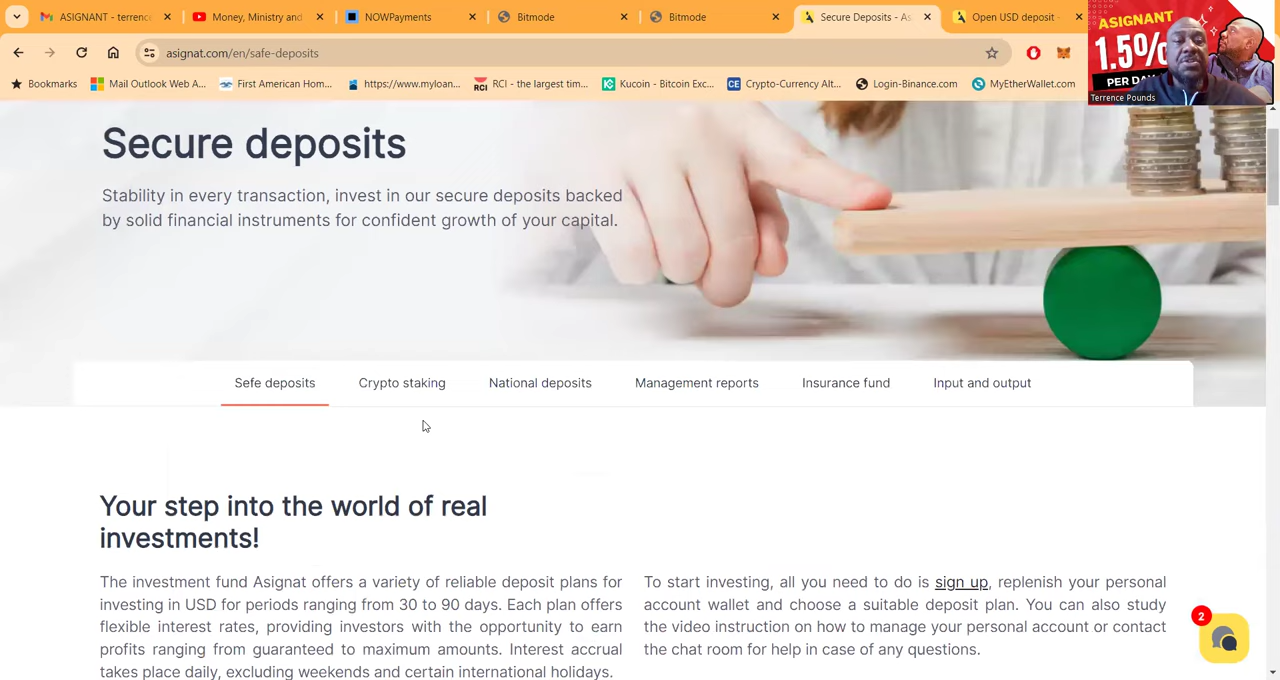 ASIGNANT - terrence
Money, Ministry and
NOWPayments
Bitmode
Bitmode
Secure Deposits - As
Open USD deposit -
asignat.com/en/safe-deposits
Bookmarks
Mail Outlook Web A...
First American Hom...
https://www.myloan...
RCI - the largest tim...
Kucoin - Bitcoin Exc...
Crypto-Currency Alt...
Login-Binance.com
MyEtherWallet.com
ASIGNANT
1.5%
PER DAY
Terrence Pounds
Secure deposits
Stability in every transaction, invest in our secure deposits backed
by solid financial instruments for confident growth of your capital.
Sefe deposits
Crypto staking
National deposits
Management reports
Insurance fund
Input and output
Your step into the world of real
investments!
The investment fund Asignat offers a variety of reliable deposit plans for
investing in USD for periods ranging from 30 to 90 days. Each plan offers
flexible interest rates, providing investors with the opportunity to earn
profits ranging from guaranteed to maximum amounts. Interest accrual
takes place daily, excluding weekends and certain international holidays.
To start investing, all you need to do is sign up, replenish your personal
account wallet and choose a suitable deposit plan. You can also study
the video instruction on how to manage your personal account or contact
the chat room for help in case of any questions.
2